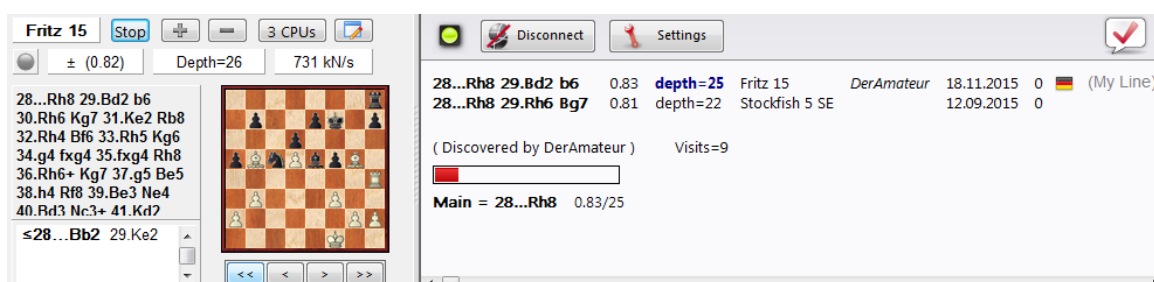 Fritz 15 Stop 3 CPUs
± (0.82) Depth=26 731 kN/s
28...Rh8 29.Bd2 b6
30.Rh6 Kg7 31.Ke2 Rb8
32.Rh4 Bf6 33.Rh5 Kg6
34.g4 fxg4 35.fxg4 Rh8
36.Rh6+ Kg7 37.g5 Be5
38.h4 Rf8 39.Be3 Ne4
40.Bd3 Nc3+ 41.Kd2
≤28...Bb2 29.Ke2
<< < > >>
Disconnect Settings
28...Rh8 29.Bd2 b6 0.83 depth=25 Fritz 15 DerAmateur 18.11.2015 0 (My Line)
28...Rh8 29.Rh6 Bg7 0.81 depth=22 Stockfish 5 SE 12.09.2015 0
( Discovered by DerAmateur ) Visits=9
Main = 28...Rh8 0.83/25